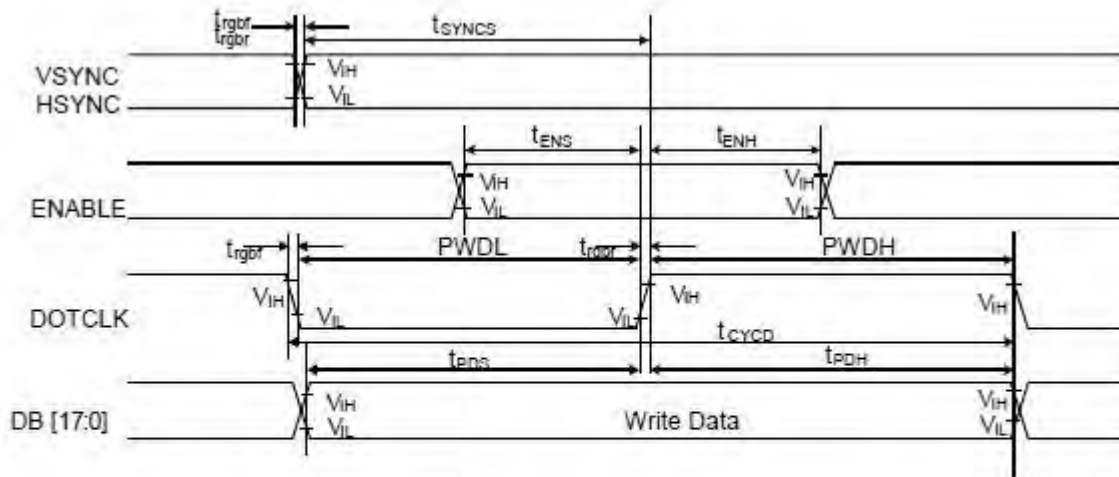 trgbf
trgbr
tSYNCS
VSYNC
HSYNC
VIH
VIL
tENS
tENH
ENABLE
VIH
VIL
VIH
VIL
trgbf
PWDL
trgbr
PWDH
DOTCLK
VIH
VIL
VIL
VIH
VIH
tCYCD
tPDS
tPDH
DB [17:0]
VIH
VIL
Write Data
VIH
VIL